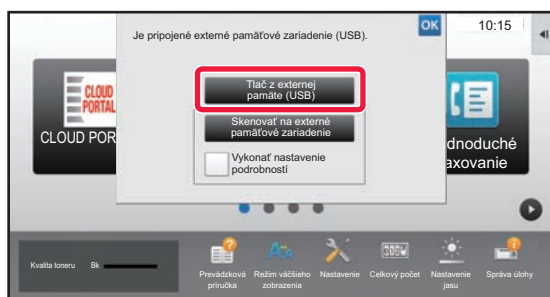 Je pripojené externé pamäťové zariadenie (USB).
OK
10:15
Tlač z externej
pamäte (USB)
Skenovať na externé
pamäťové zariadenie
Vykonať nastavenie
podrobností
CLOUD
PORTAL
CLOUD POR
dnoduché
axovanie
Kvalita toneru Bk
Prevádzková
príručka
Režim väčšieho
zobrazenia
Nastavenie
Celkový počet
Nastavenie
jasu
Správa úlohy